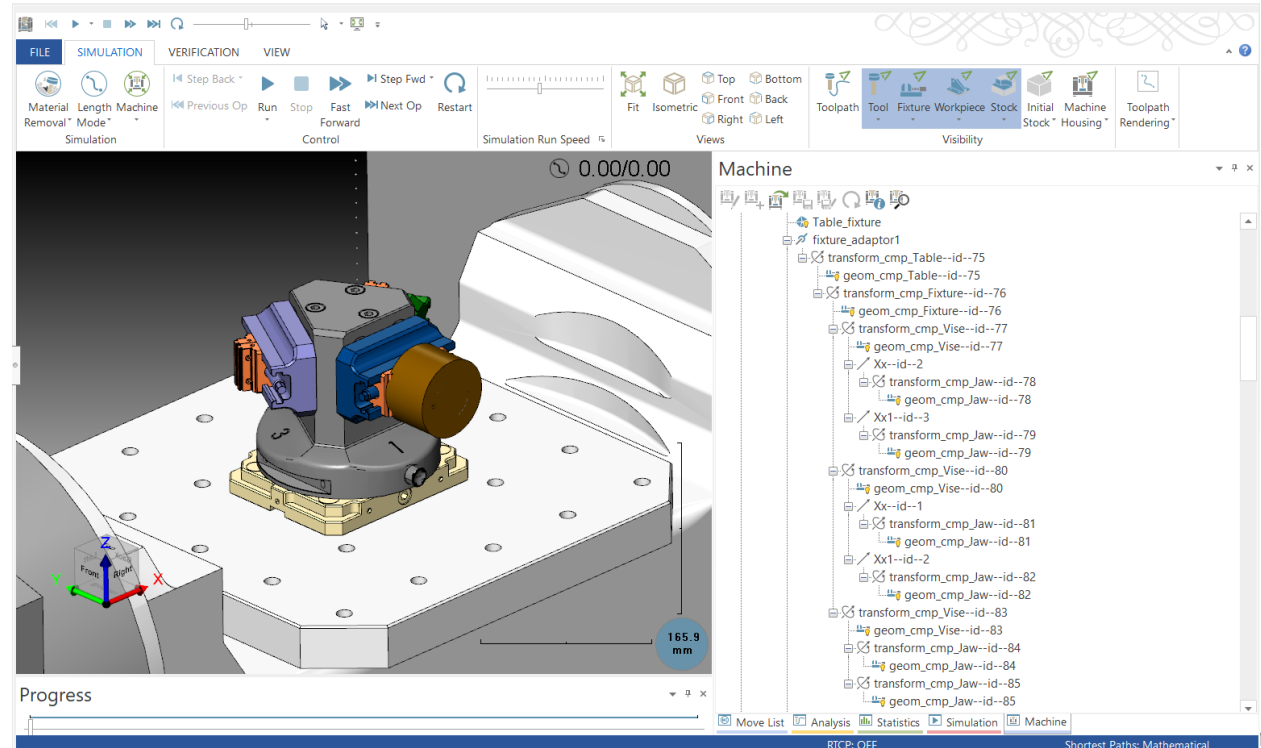 FILE SIMULATION VERIFICATION VIEW
Material Removal Length Mode Machine
Simulation
Step Back Previous Op Run Stop Fast Forward Step Fwd Next Op Restart
Control
Simulation Run Speed
Fit Isometric Top Front Right Bottom Back Left
Views
Toolpath Tool Fixture Workpiece Stock Initial Stock Machine Housing
Visibility
Toolpath Rendering
0.00/0.00
3
1
Z
Y
X
Front Right
165.9
mm
Progress
Machine
Table_fixture
fixture_adaptor1
transform_cmp_Table--id--75
geom_cmp_Table--id--75
transform_cmp_Fixture--id--76
geom_cmp_Fixture--id--76
transform_cmp_Vise--id--77
geom_cmp_Vise--id--77
Xx--id--2
transform_cmp_Jaw--id--78
geom_cmp_Jaw--id--78
Xx1--id--3
transform_cmp_Jaw--id--79
geom_cmp_Jaw--id--79
transform_cmp_Vise--id--80
geom_cmp_Vise--id--80
Xx--id--1
transform_cmp_Jaw--id--81
geom_cmp_Jaw--id--81
Xx1--id--2
transform_cmp_Jaw--id--82
geom_cmp_Jaw--id--82
transform_cmp_Vise--id--83
geom_cmp_Vise--id--83
transform_cmp_Jaw--id--84
geom_cmp_Jaw--id--84
transform_cmp_Jaw--id--85
geom_cmp_Jaw--id--85
Move List Analysis Statistics Simulation Machine
RTCP: OFF Shortest Paths: Mathematical